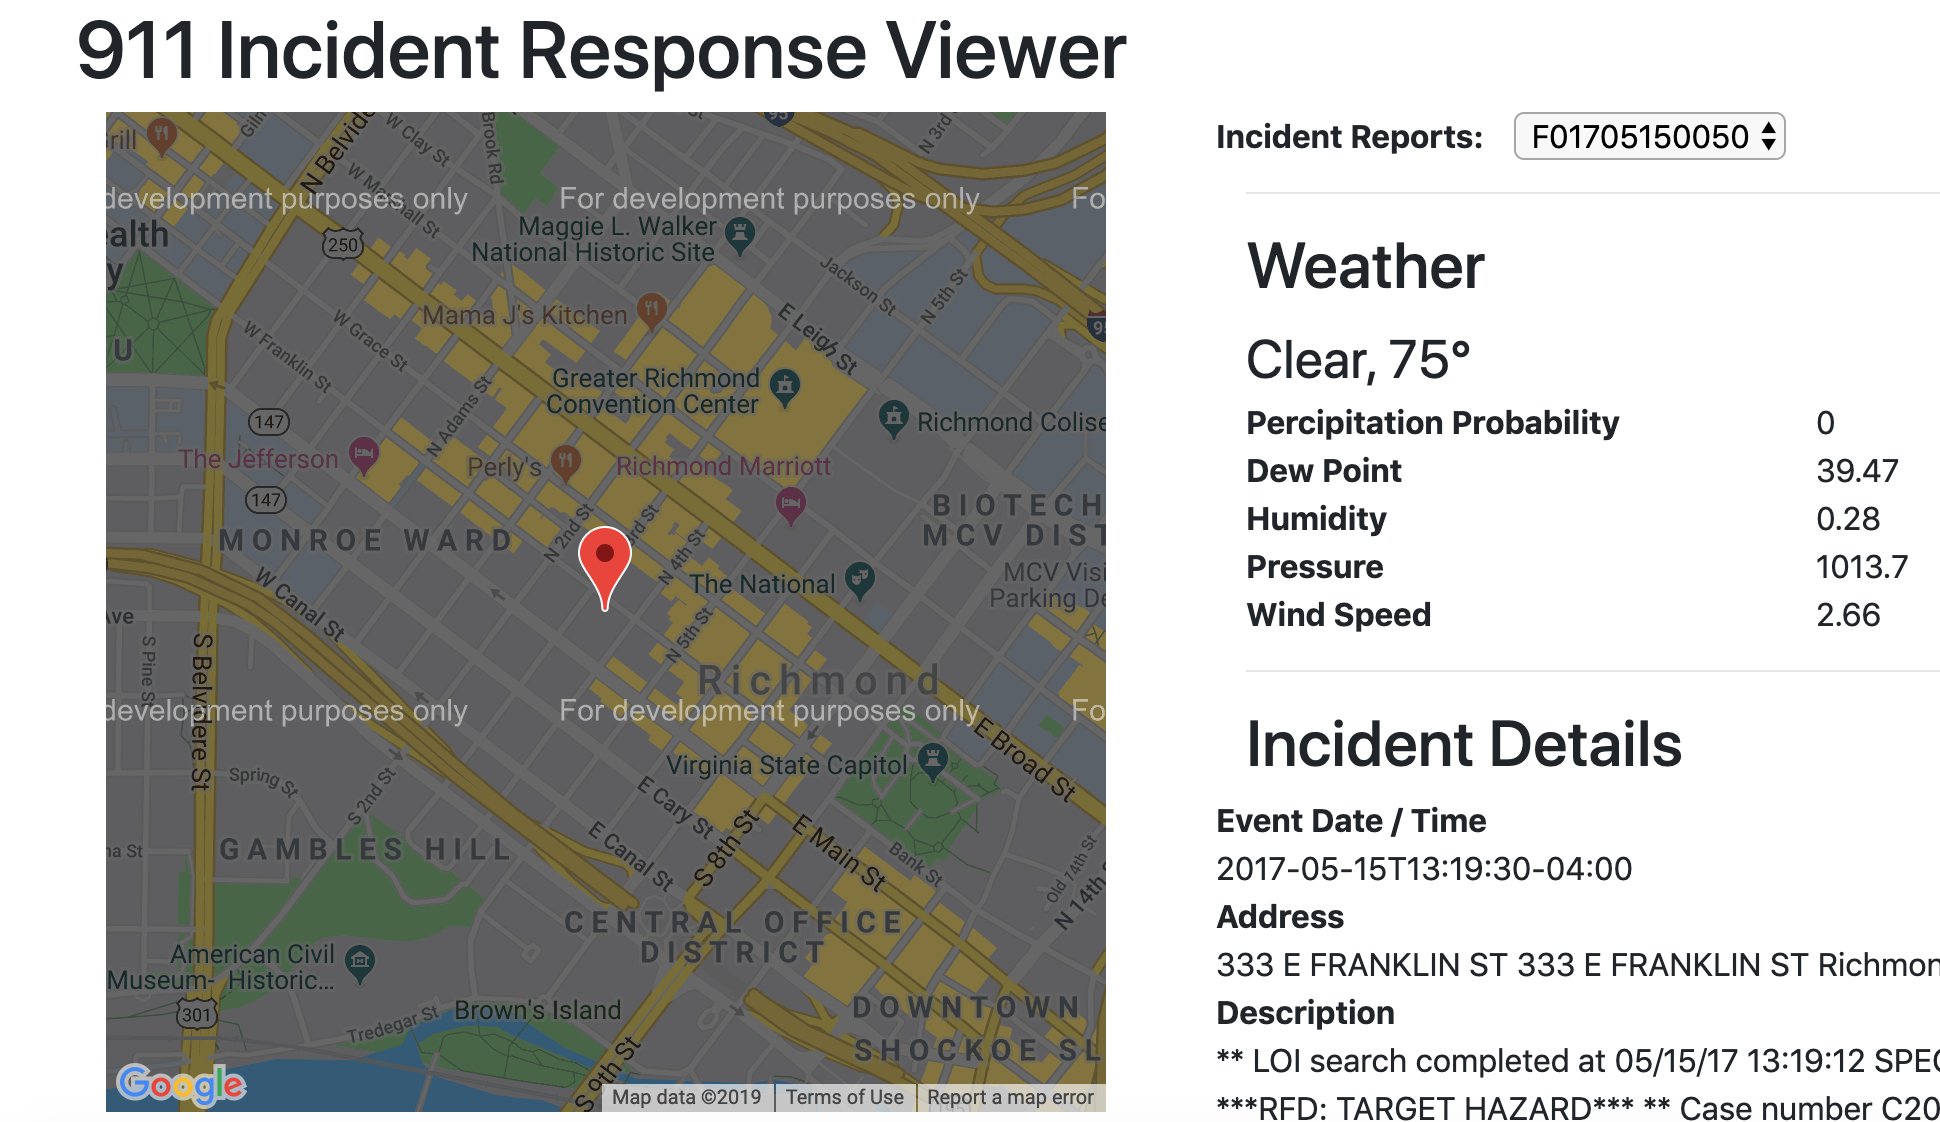 911 Incident Response Viewer
Incident Reports: F01705150050
Weather
Clear, 75°
Percipitation Probability 0
Dew Point 39.47
Humidity 0.28
Pressure 1013.7
Wind Speed 2.66
Incident Details
Event Date / Time
2017-05-15T13:19:30-04:00
Address
333 E FRANKLIN ST 333 E FRANKLIN ST Richmon
Description
** LOI search completed at 05/15/17 13:19:12 SPE
***RFD: TARGET HAZARD*** ** Case number C20
rill
N Belvide
W Clay St
Brook Rd
N 3rd
95
development purposes only
For development purposes only
Fo
W Marshall St
alth
y
250
Maggie L. Walker
National Historic Site
Jackson St
N 5th St
E Leigh St
95
Mama J's Kitchen
W Grace St
W Franklin St
U
Greater Richmond
Convention Center
N Adams St
147
Richmond Colise
The Jefferson
Perly's
Richmond Marriott
147
BIOTECH
MCV DIST
MONROE WARD
N 2nd St
3rd St
N 4th St
The National
MCV Visi
Parking De
W Canal St
Ave
S Pine St
S Belvidere St
N 5th St
Richmond
development purposes only
For development purposes only
Fo
E Broad St
Virginia State Capitol
Spring St
S 2nd St
E Cary St
E Canal St
S 8th St
E Main St
Bank St
Old 14th St
N 14th
na St
GAMBLES HILL
CENTRAL OFFICE
DISTRICT
American Civil
Museum- Historic...
301
Tredegar St
Brown's Island
DOWNTOWN
SHOCKOE SL
S 9th St
Google
Map data ©2019 Terms of Use Report a map error